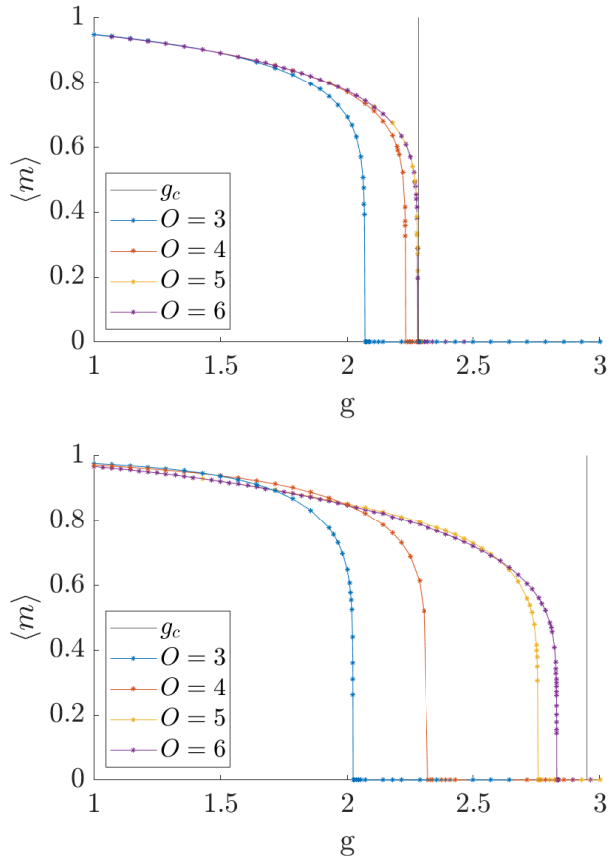 1
0.8
0.6
0.4
0.2
0
⟨m⟩
g_c
O = 3
O = 4
O = 5
O = 6
1 1.5 2 2.5 3
g
1
0.8
0.6
0.4
0.2
0
⟨m⟩
g_c
O = 3
O = 4
O = 5
O = 6
1 1.5 2 2.5 3
g